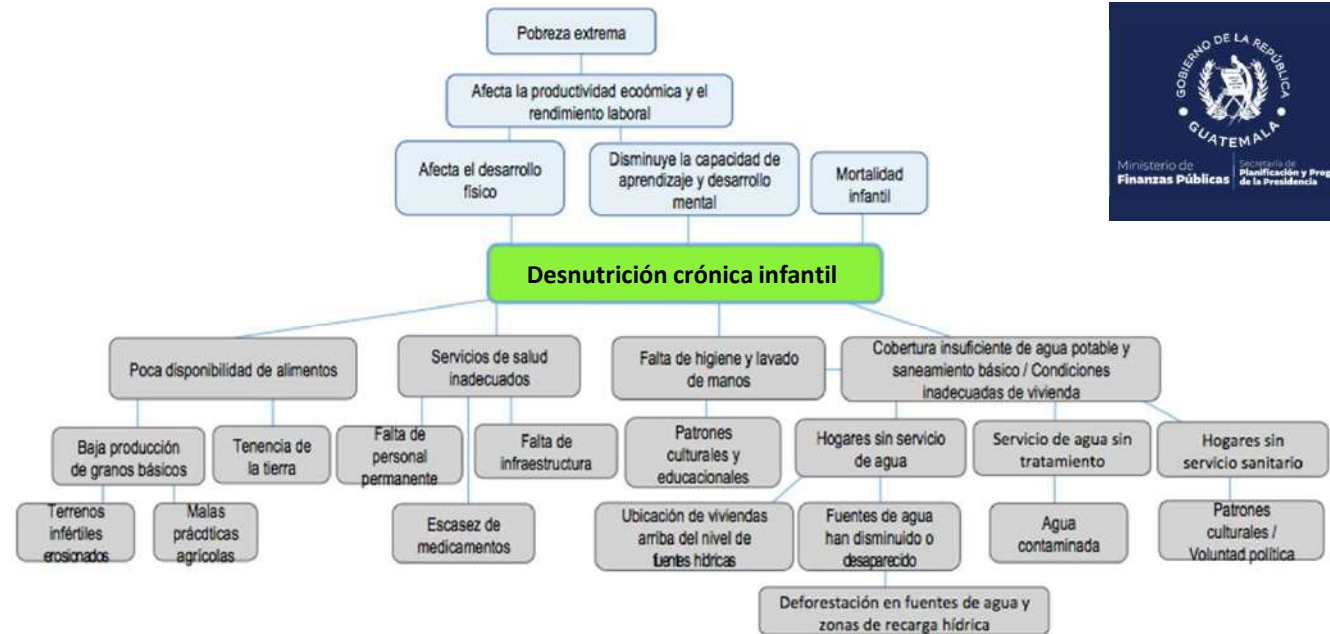 Pobreza extrema
Afecta la productividad ecoómica y el
rendimiento laboral
Afecta el desarrollo
físico
Disminuye la capacidad de
aprendizaje y desarrollo
mental
Mortalidad
infantil
GOBIERNO DE LA REPÚBLICA
GUATEMALA
Ministerio de
Finanzas Públicas
Secretaría de
Planificación y Prog
de la Presidencia
Desnutrición crónica infantil
Poca disponibilidad de alimentos
Servicios de salud
inadecuados
Falta de higiene y lavado
de manos
Cobertura insuficiente de agua potable y
saneamiento básico / Condiciones
inadecuadas de vivienda
Baja producción
de granos básicos
Tenencia de
la tierra
Falta de
personal
permanente
Falta de
infraestructura
Patrones
culturales y
educacionales
Hogares sin servicio
de agua
Servicio de agua sin
tratamiento
Hogares sin
servicio sanitario
Terrenos
infértiles
erosionados
Malas
prácdticas
agrícolas
Escasez de
medicamentos
Ubicación de viviendas
arriba del nivel de
fuentes hídricas
Fuentes de agua
han disminuido o
desaparecido
Agua
contaminada
Patrones
culturales /
Voluntad política
Deforestación en fuentes de agua y
zonas de recarga hídrica